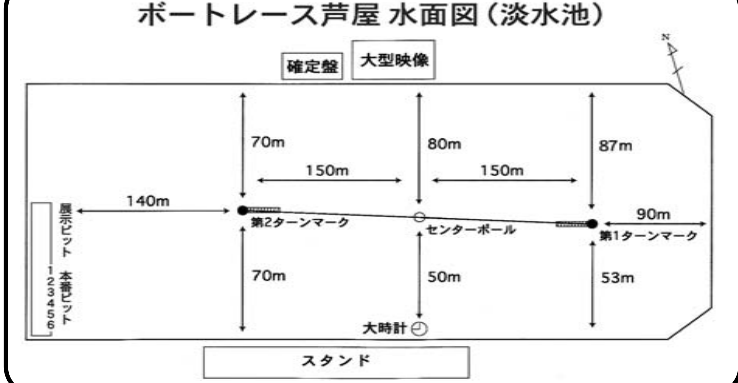 ボートレース芦屋 水面図（淡水池）
確定盤
大型映像
N
70m
80m
87m
150m
150m
140m
90m
第2ターンマーク
センターポール
第1ターンマーク
展示ピット
本番ピット
1
2
3
4
5
6
70m
50m
53m
大時計
スタンド